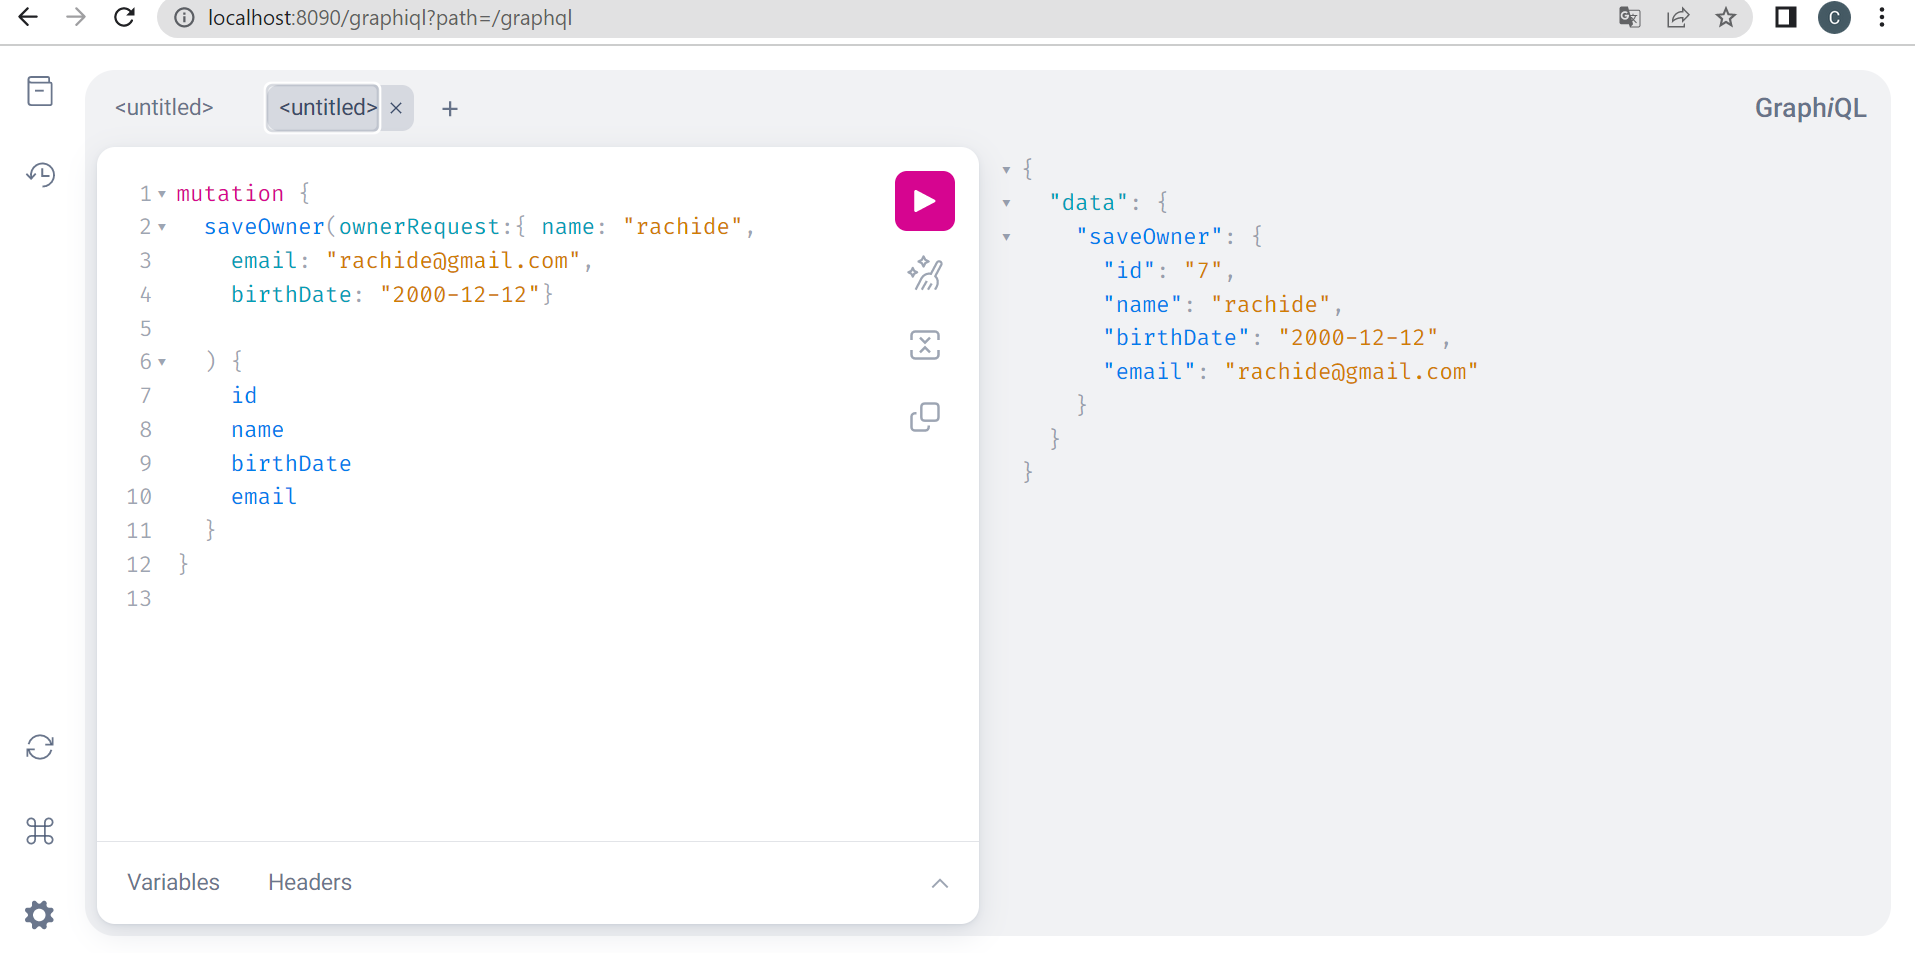 localhost:8090/graphiql?path=/graphql
C
<untitled>
<untitled>
GraphiQL
1 mutation {
2 saveOwner(ownerRequest:{ name: "rachide",
3 email: "rachide@gmail.com",
4 birthDate: "2000-12-12"}
5
6 ) {
7 id
8 name
9 birthDate
10 email
11 }
12 }
13
{
"data": {
"saveOwner": {
"id": "7",
"name": "rachide",
"birthDate": "2000-12-12",
"email": "rachide@gmail.com"
}
}
}
Variables Headers